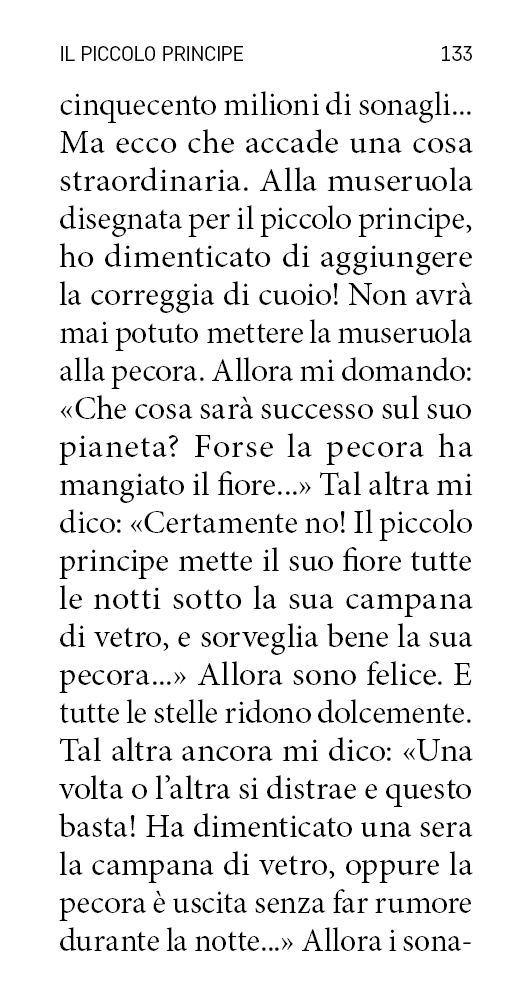 IL PICCOLO PRINCIPE 133
cinquecento milioni di sonagli...
Ma ecco che accade una cosa
straordinaria. Alla museruola
disegnata per il piccolo principe,
ho dimenticato di aggiungere
la correggia di cuoio! Non avrà
mai potuto mettere la museruola
alla pecora. Allora mi domando:
«Che cosa sarà successo sul suo
pianeta? Forse la pecora ha
mangiato il fiore...» Tal altra mi
dico: «Certamente no! Il piccolo
principe mette il suo fiore tutte
le notti sotto la sua campana
di vetro, e sorveglia bene la sua
pecora...» Allora sono felice. E
tutte le stelle ridono dolcemente.
Tal altra ancora mi dico: «Una
volta o l’altra si distrae e questo
basta! Ha dimenticato una sera
la campana di vetro, oppure la
pecora è uscita senza far rumore
durante la notte...» Allora i sona-